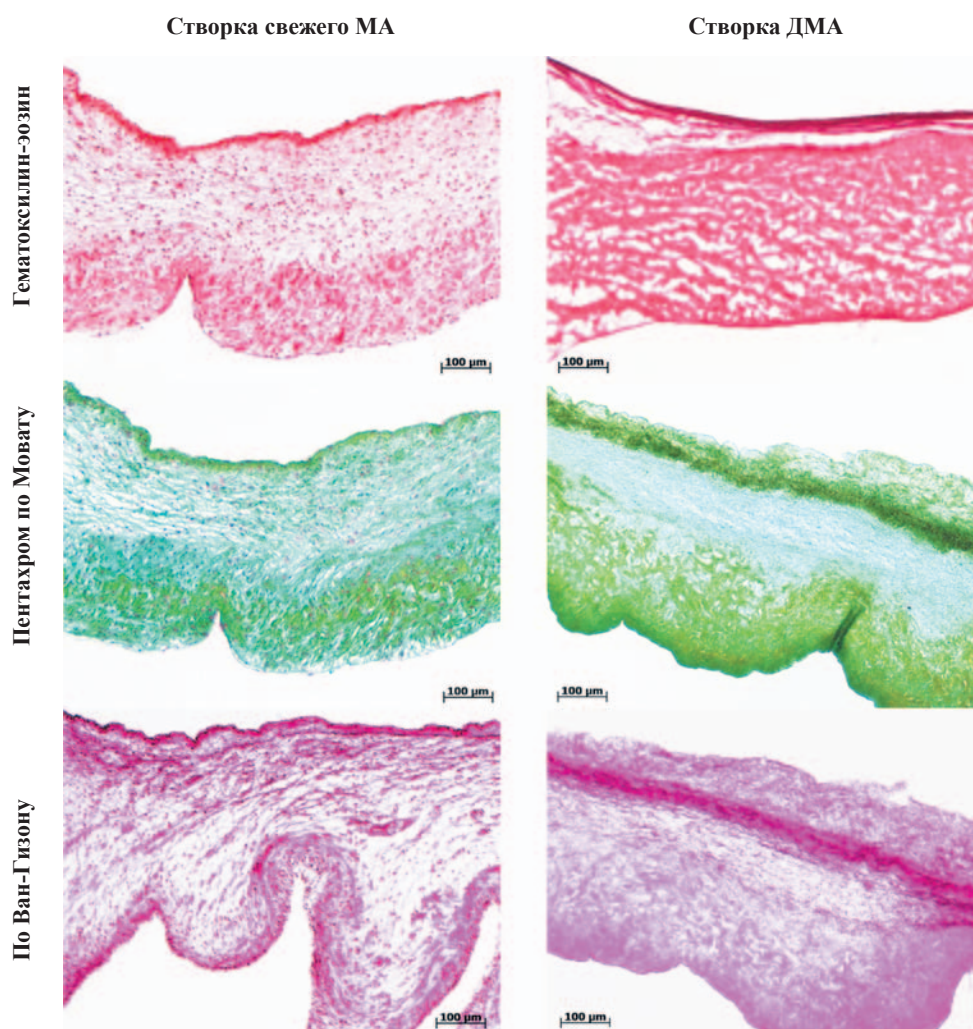 Створка свежего МА
Створка ДМА
Гематоксилин-эозин
100 µm
100 µm
Пентахром по Мовату
100 µm
100 µm
По Ван-Гизону
100 µm
100 µm